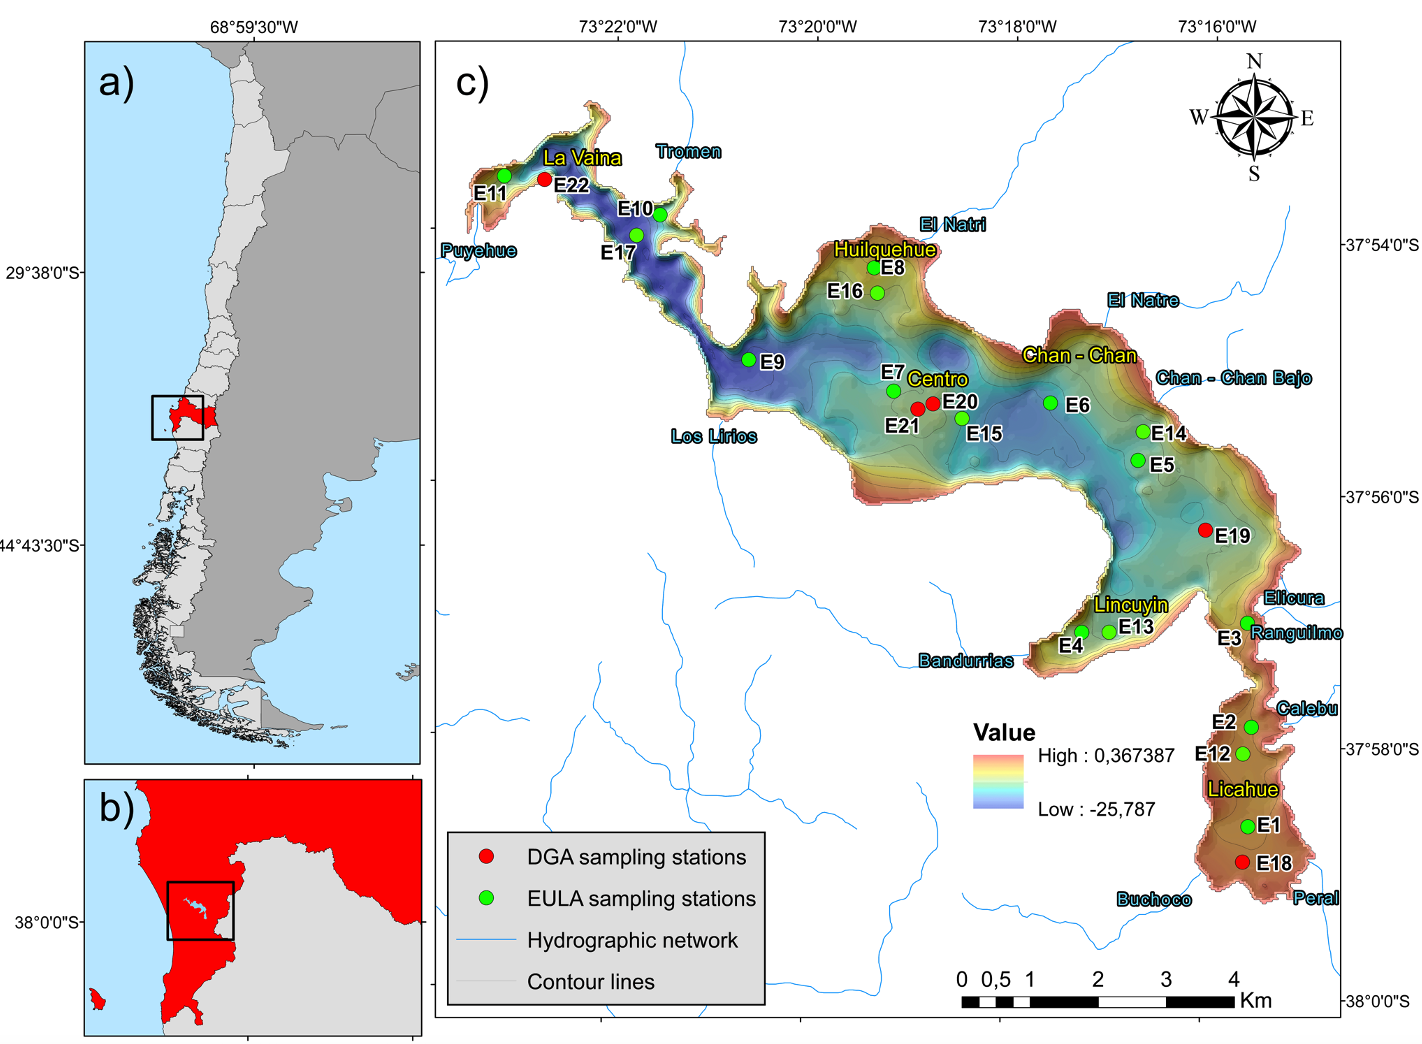 68°59'30"W
73°22'0"W
73°20'0"W
73°18'0"W
73°16'0"W
a)
29°38'0"S
44°43'30"S
b)
38°0'0"S
c)
N
W
E
S
La Vaina
Tromen
E11
E22
E10
E17
Puyehue
El Natri
Huilquehue
E8
E16
37°54'0"S
El Natre
Chan - Chan
E9
E7
Centro
Chan - Chan Bajo
E20
E6
E21
E15
E14
Los Lirios
E5
37°56'0"S
E19
Elicura
Lincuyin
E13
E4
E3
Ranguilmo
Bandurrias
Calebu
E2
E12
37°58'0"S
Licahue
E1
E18
Buchoco
Peral
Value
High : 0,367387
Low : -25,787
DGA sampling stations
EULA sampling stations
Hydrographic network
Contour lines
0 0,5 1 2 3 4
Km
38°0'0"S